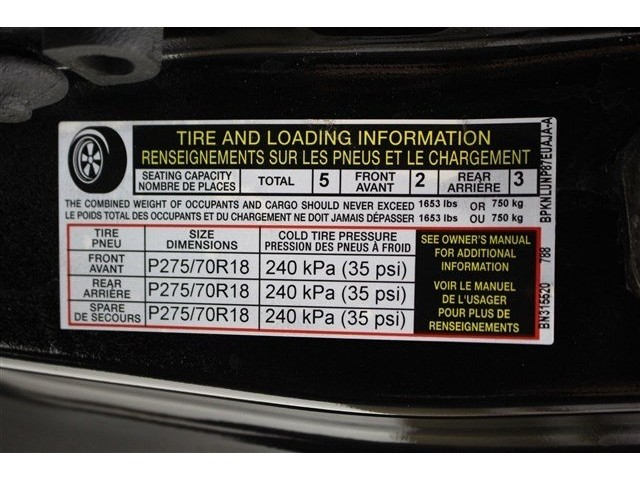 TIRE AND LOADING INFORMATION
RENSEIGNEMENTS SUR LES PNEUS ET LE CHARGEMENT
SEATING CAPACITY NOMBRE DE PLACES TOTAL 5 FRONT AVANT 2 REAR ARRIÈRE 3
THE COMBINED WEIGHT OF OCCUPANTS AND CARGO SHOULD NEVER EXCEED 1653 lbs OR 750 kg
LE POIDS TOTAL DES OCCUPANTS ET DU CHARGEMENT NE DOIT JAMAIS DÉPASSER 1653 lbs OU 750 kg
TIRE PNEU SIZE DIMENSIONS COLD TIRE PRESSURE PRESSION DES PNEUS À FROID
FRONT AVANT P275/70R18 240 kPa (35 psi)
REAR ARRIÈRE P275/70R18 240 kPa (35 psi)
SPARE DE SECOURS P275/70R18 240 kPa (35 psi)
SEE OWNER'S MANUAL
FOR ADDITIONAL
INFORMATION
VOIR LE MANUEL
DE L'USAGER
POUR PLUS DE
RENSEIGNEMENTS
BN315520 788 BPKNLUNP87EUAJA-A